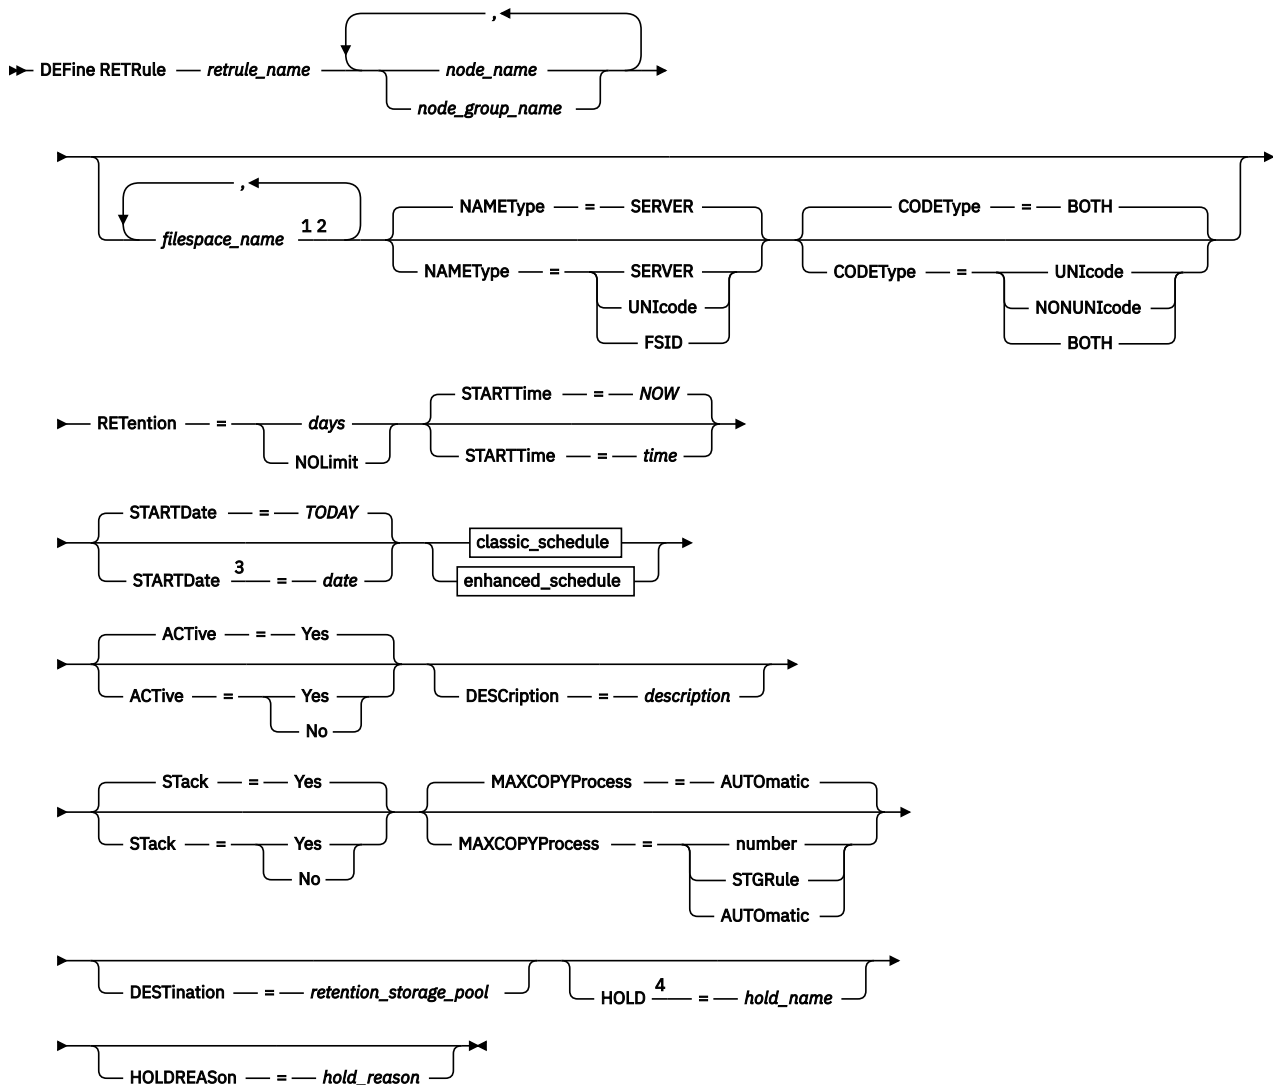 ,
DEFine RETRule retrule_name node_name
node_group_name
,
filespace_name 1 2
NAMEType = SERVER
NAMEType = SERVER
UNIcode
FSID
CODEType = BOTH
CODEType = UNIcode
NONUNIcode
BOTH
RETention = days
NOLimit
STARTTime = NOW
STARTTime = time
STARTDate = TODAY
STARTDate 3 = date
classic_schedule
enhanced_schedule
ACTive = Yes
ACTive = Yes
No
DESCription = description
STack = Yes
STack = Yes
No
MAXCOPYProcess = AUTOmatic
MAXCOPYProcess = number
STGRule
AUTOmatic
DESTination = retention_storage_pool
HOLD 4 = hold_name
HOLDREASon = hold_reason